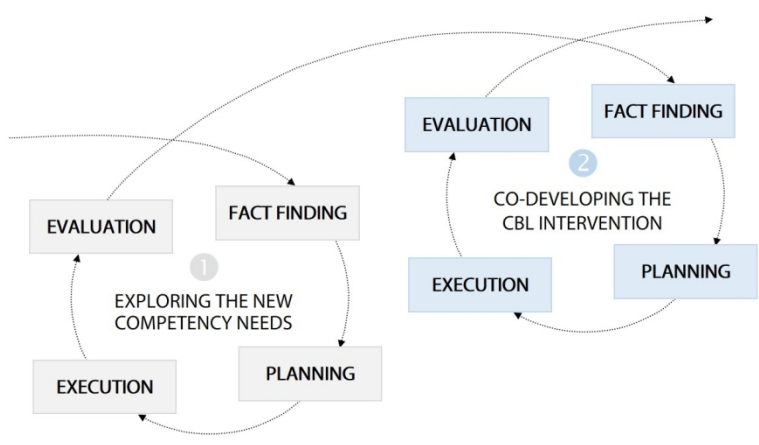 EVALUATION
FACT FINDING
1
EXPLORING THE NEW
COMPETENCY NEEDS
EXECUTION
PLANNING
EVALUATION
FACT FINDING
2
CO-DEVELOPING THE
CBL INTERVENTION
EXECUTION
PLANNING